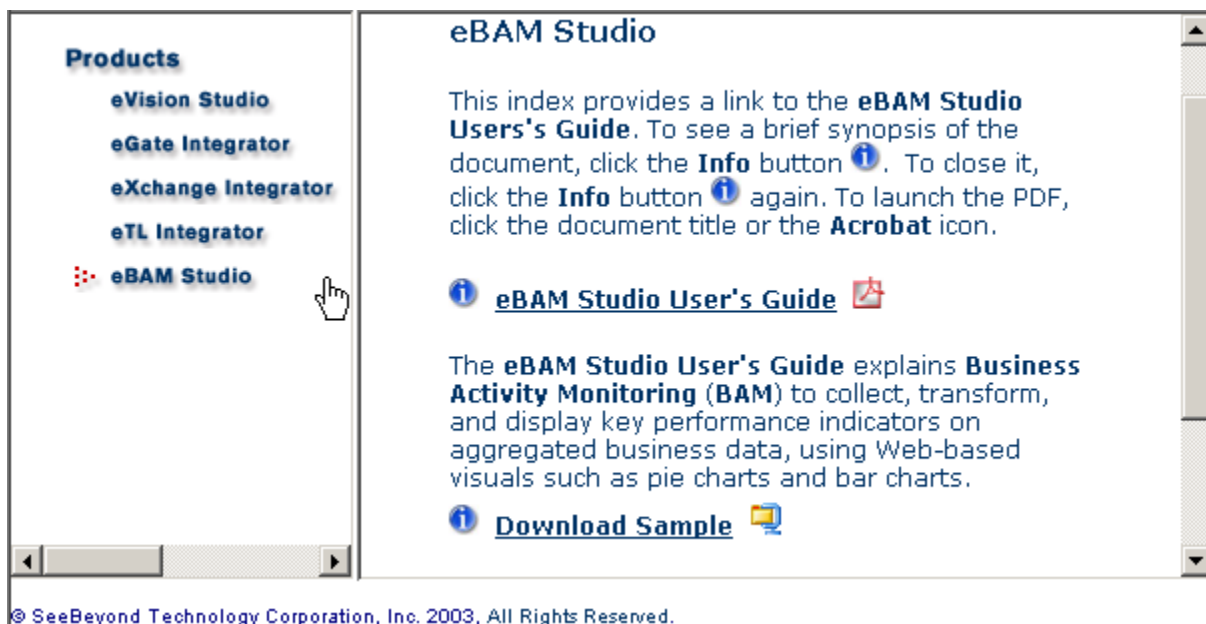 Products
eVision Studio
eGate Integrator
eXchange Integrator
eTL Integrator
eBAM Studio
eBAM Studio
This index provides a link to the eBAM Studio
Users's Guide. To see a brief synopsis of the
document, click the Info button. To close it,
click the Info button again. To launch the PDF,
click the document title or the Acrobat icon.
eBAM Studio User's Guide
The eBAM Studio User's Guide explains Business
Activity Monitoring (BAM) to collect, transform,
and display key performance indicators on
aggregated business data, using Web-based
visuals such as pie charts and bar charts.
Download Sample
© SeeBeyond Technology Corporation, Inc. 2003, All Rights Reserved.